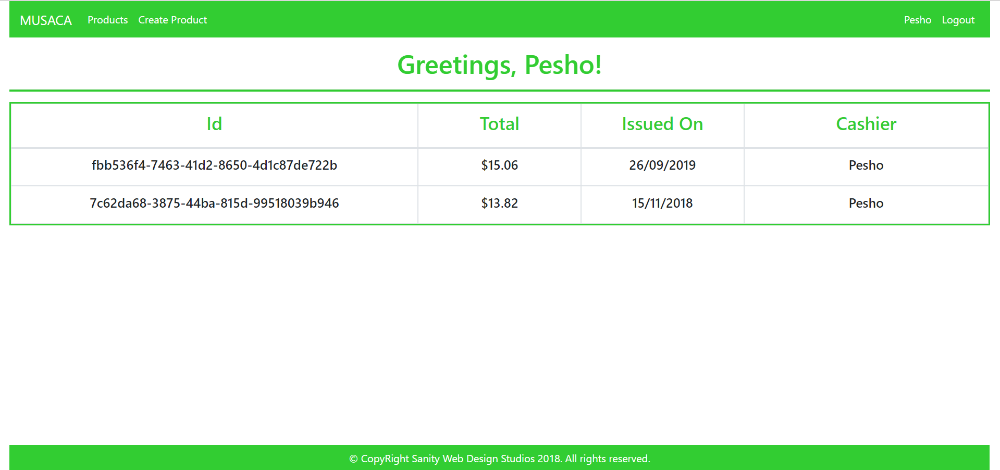 MUSACA Products Create Product Pesho Logout
Greetings, Pesho!
Id Total Issued On Cashier
fbb536f4-7463-41d2-8650-4d1c87de722b $15.06 26/09/2019 Pesho
7c62da68-3875-44ba-815d-99518039b946 $13.82 15/11/2018 Pesho
© CopyRight Sanity Web Design Studios 2018. All rights reserved.